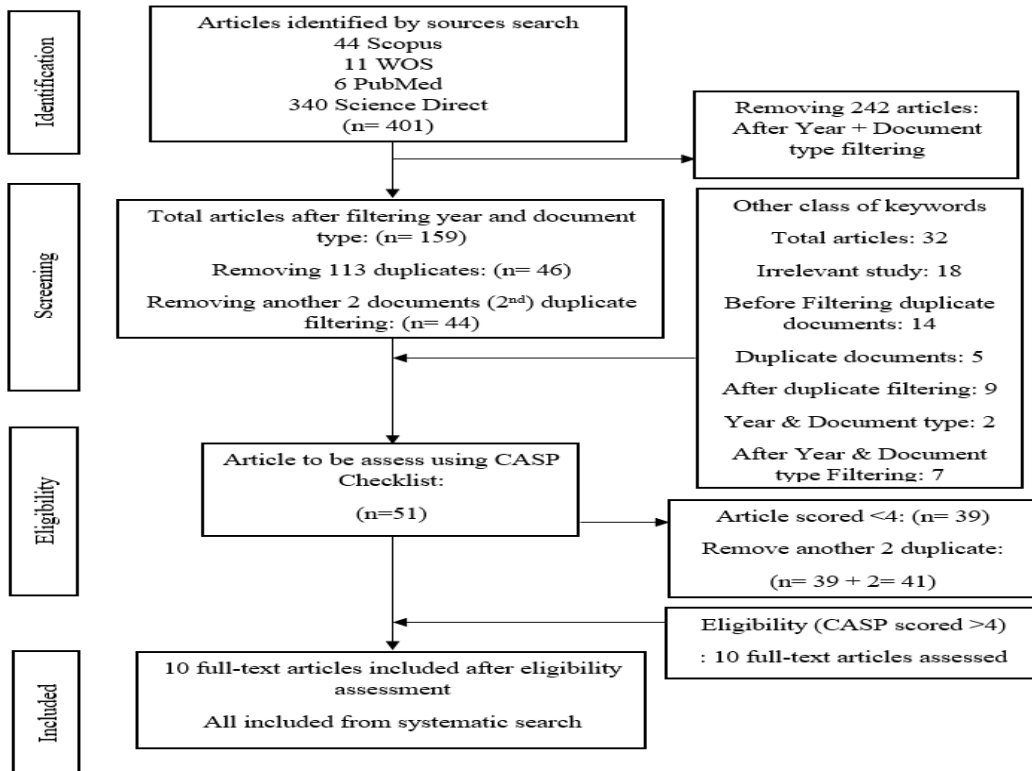 Identification
Articles identified by sources search
44 Scopus
11 WOS
6 PubMed
340 Science Direct
(n= 401)
Removing 242 articles:
After Year + Document
type filtering
Screening
Total articles after filtering year and document
type: (n= 159)
Removing 113 duplicates: (n= 46)
Removing another 2 documents (2nd) duplicate
filtering: (n= 44)
Other class of keywords
Total articles: 32
Irrelevant study: 18
Before Filtering duplicate
documents: 14
Duplicate documents: 5
After duplicate filtering: 9
Year & Document type: 2
After Year & Document
type Filtering: 7
Eligibility
Article to be assess using CASP
Checklist:
(n=51)
Article scored <4: (n= 39)
Remove another 2 duplicate:
(n= 39 + 2= 41)
Eligibility (CASP scored >4)
: 10 full-text articles assessed
Included
10 full-text articles included after eligibility
assessment
All included from systematic search